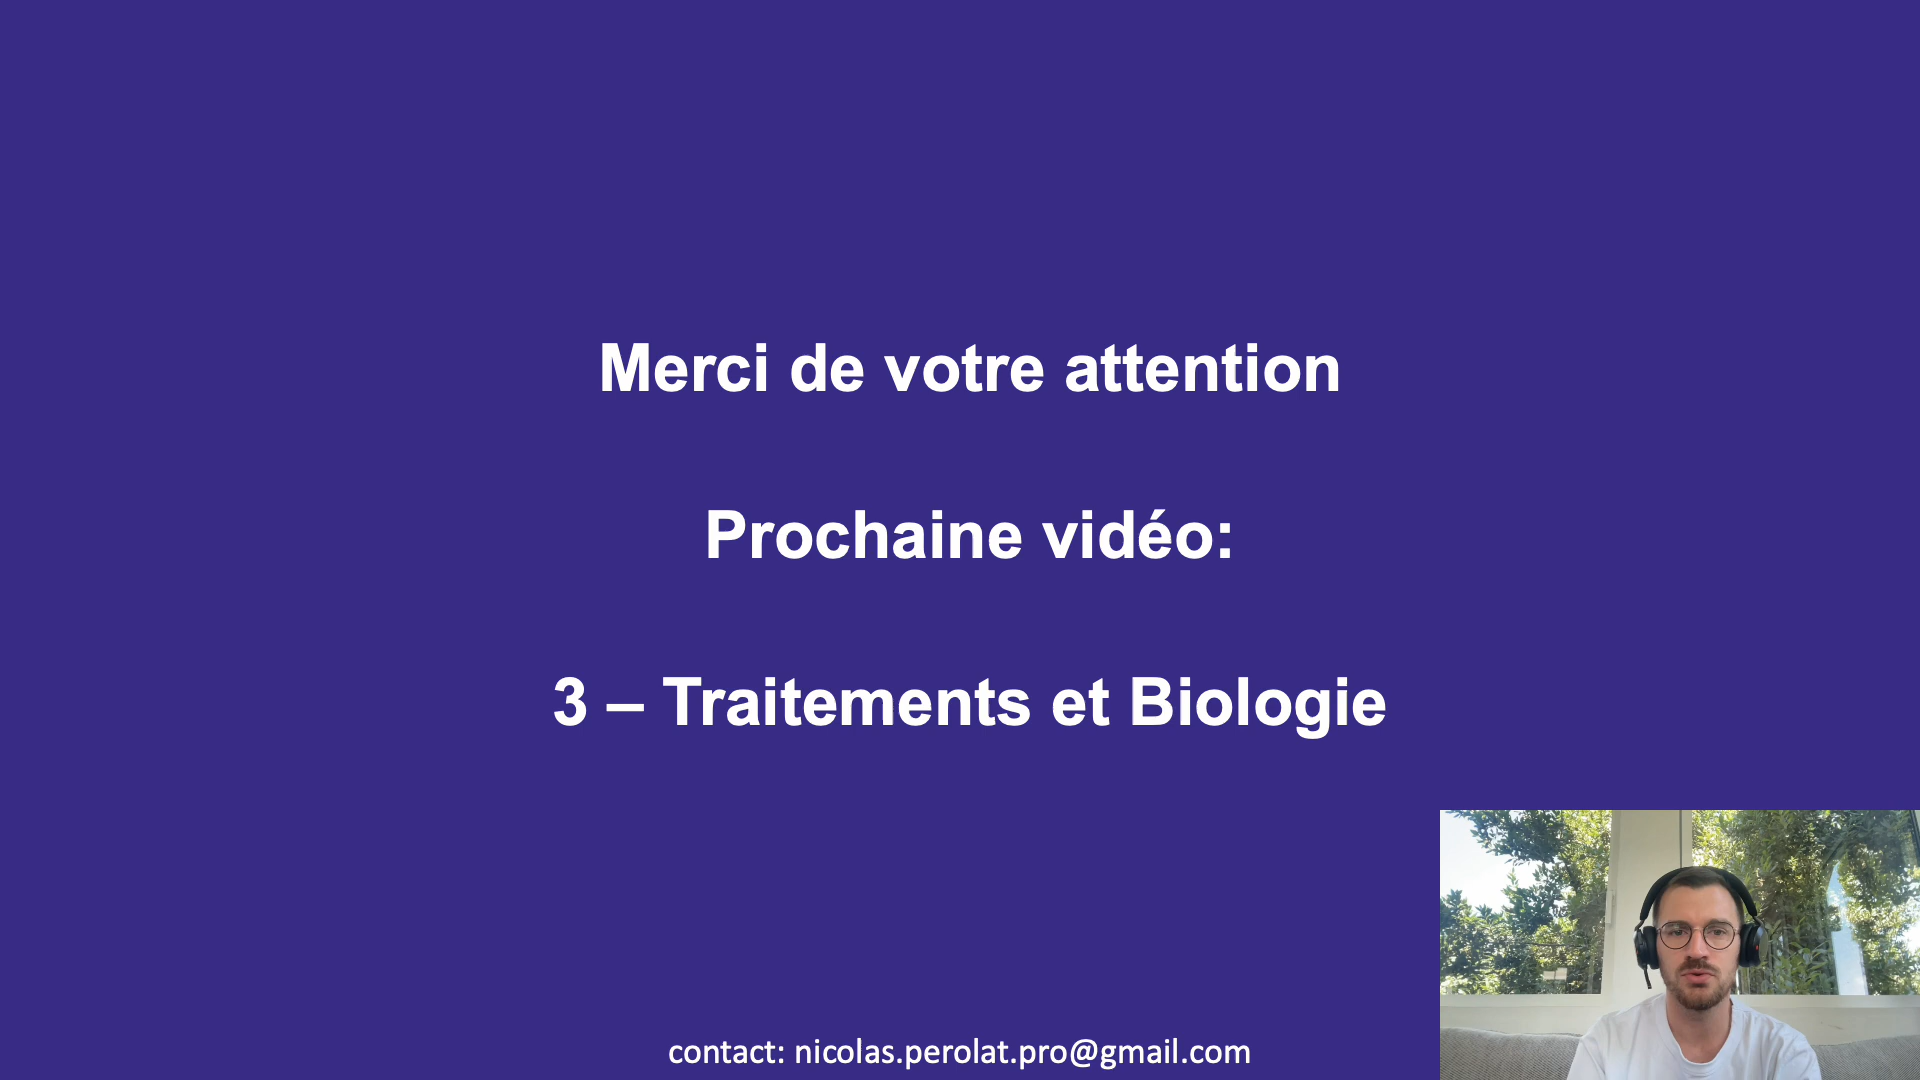 Merci de votre attention
Prochaine vidéo:
3 – Traitements et Biologie
contact: nicolas.perolat.pro@gmail.com